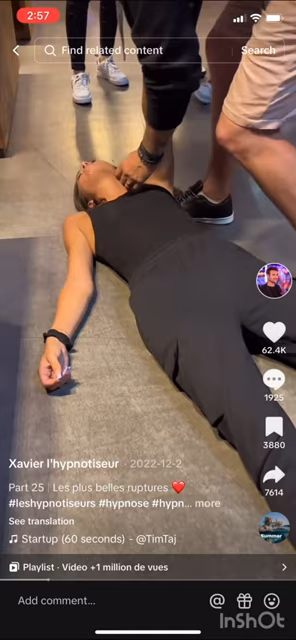 2:57
Find related content
Search
62.4K
1925
3880
7614
Xavier l'hypnotiseur · 2022-12-2
Part 25 | Les plus belles ruptures ❤️
#leshypnotiseurs #hypnose #hypn... more
See translation
Startup (60 seconds) - @TimTaj
Summer
Playlist · Video +1 million de vues
Add comment...
@
InShOt